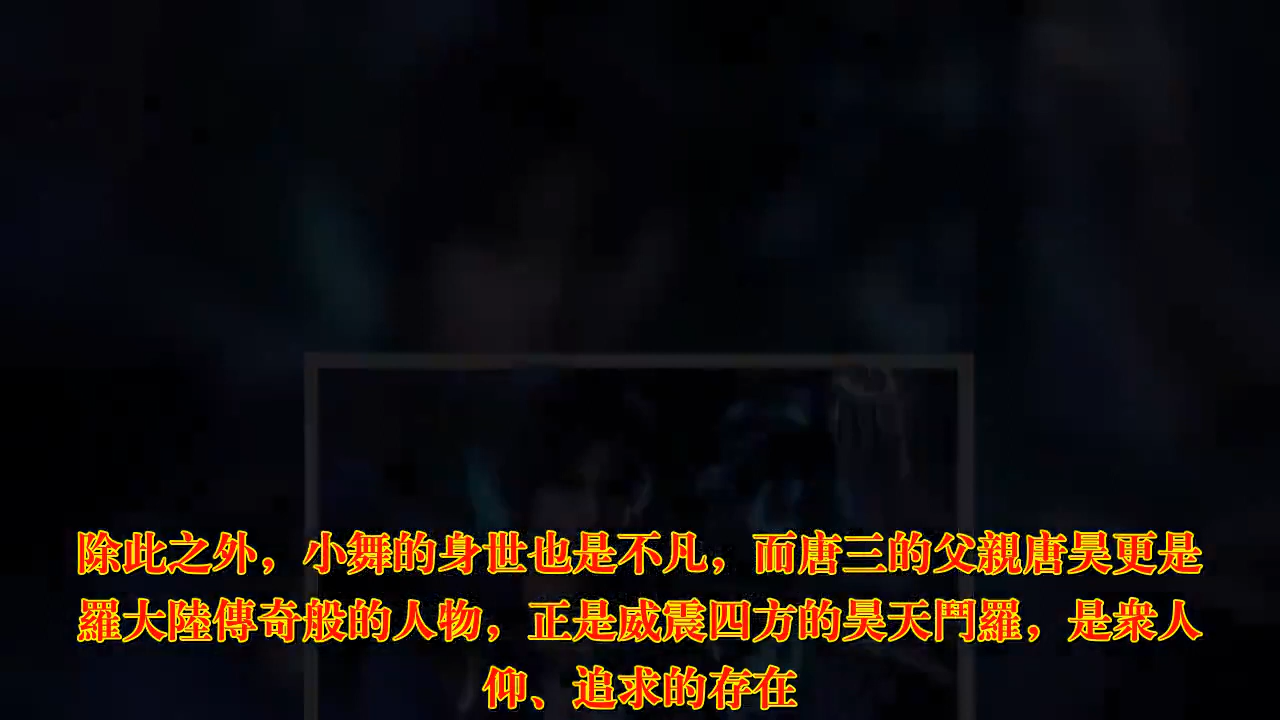 除此之外，小舞的身世也是不凡，而唐三的父親唐昊更是
羅大陸傳奇般的人物，正是威震四方的昊天鬥羅，是衆人
仰、追求的存在